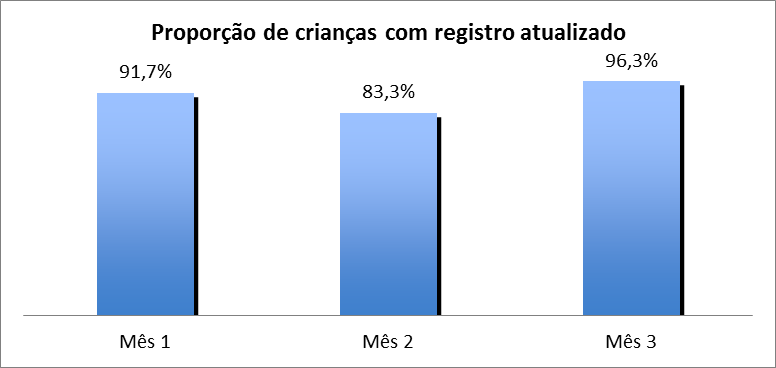 Proporção de crianças com registro atualizado
91,7%
83,3%
96,3%
Mês 1
Mês 2
Mês 3